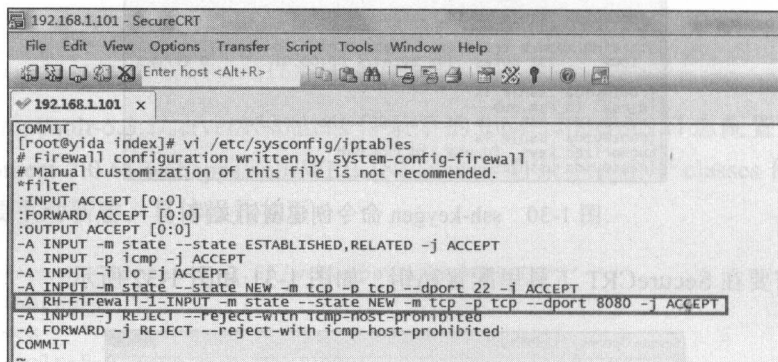 192.168.1.101 - SecureCRT
File Edit View Options Transfer Script Tools Window Help
Enter host <Alt+R>
192.168.1.101 ×
COMMIT
[root@yida index]# vi /etc/sysconfig/iptables
# Firewall configuration written by system-config-firewall
# Manual customization of this file is not recommended.
*filter
:INPUT ACCEPT [0:0]
:FORWARD ACCEPT [0:0]
:OUTPUT ACCEPT [0:0]
-A INPUT -m state --state ESTABLISHED,RELATED -j ACCEPT
-A INPUT -p icmp -j ACCEPT
-A INPUT -i lo -j ACCEPT
-A INPUT -m state --state NEW -m tcp -p tcp --dport 22 -j ACCEPT
-A RH-Firewall-1-INPUT -m state --state NEW -m tcp -p tcp --dport 8080 -j ACCEPT
-A INPUT -j REJECT --reject-with icmp-host-prohibited
-A FORWARD -j REJECT --reject-with icmp-host-prohibited
COMMIT
~